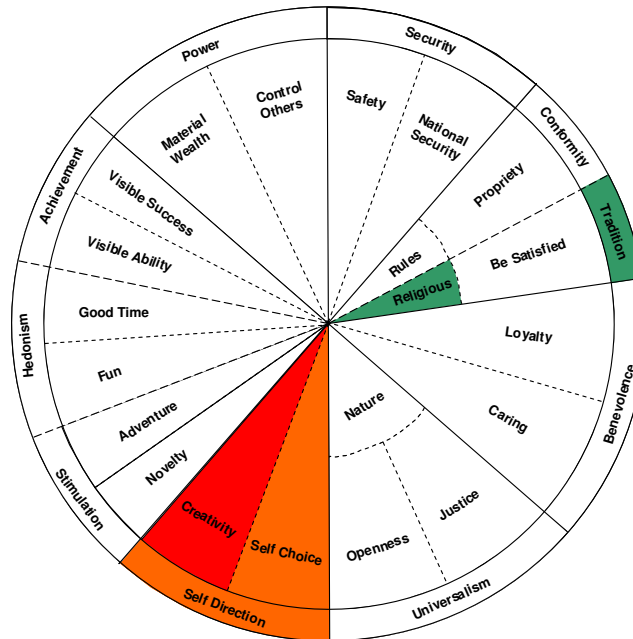 Power
Security
Control
Others
Safety
Material
Wealth
National
Security
Conformity
Achievement
Visible Success
Propriety
Tradition
Visible Ability
Rules
Be Satisfied
Religious
Good Time
Loyalty
Hedonism
Fun
Nature
Caring
Benevolence
Adventure
Novelty
Stimulation
Creativity
Self Choice
Openness
Justice
Self Direction
Universalism